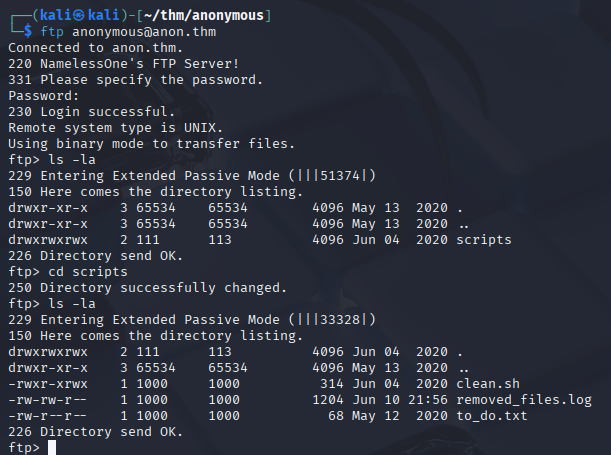 ┌──(kali㉿kali)-[~/thm/anonymous]
└─$ ftp anonymous@anon.thm
Connected to anon.thm.
220 NamelessOne's FTP Server!
331 Please specify the password.
Password:
230 Login successful.
Remote system type is UNIX.
Using binary mode to transfer files.
ftp> ls -la
229 Entering Extended Passive Mode (|||51374|)
150 Here comes the directory listing.
drwxr-xr-x    3 65534    65534        4096 May 13  2020 .
drwxr-xr-x    3 65534    65534        4096 May 13  2020 ..
drwxrwxrwx    2 111      113          4096 Jun 04  2020 scripts
226 Directory send OK.
ftp> cd scripts
250 Directory successfully changed.
ftp> ls -la
229 Entering Extended Passive Mode (|||33328|)
150 Here comes the directory listing.
drwxrwxrwx    2 111      113          4096 Jun 04  2020 .
drwxr-xr-x    3 65534    65534        4096 May 13  2020 ..
-rwxr-xrwx    1 1000     1000          314 Jun 04  2020 clean.sh
-rw-rw-r--    1 1000     1000         1204 Jun 10 21:56 removed_files.log
-rw-r--r--    1 1000     1000           68 May 12  2020 to_do.txt
226 Directory send OK.
ftp>